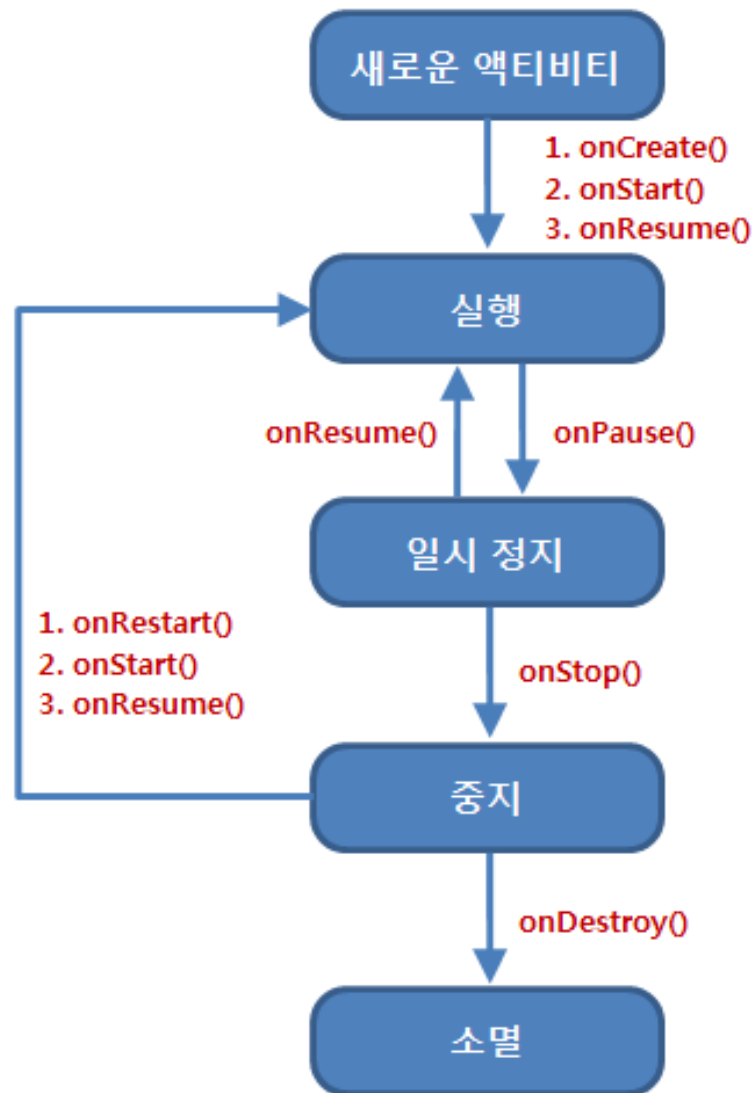 새로운 액티비티
1. onCreate()
2. onStart()
3. onResume()
실행
onResume()
onPause()
일시 정지
1. onRestart()
2. onStart()
3. onResume()
onStop()
중지
onDestroy()
소멸